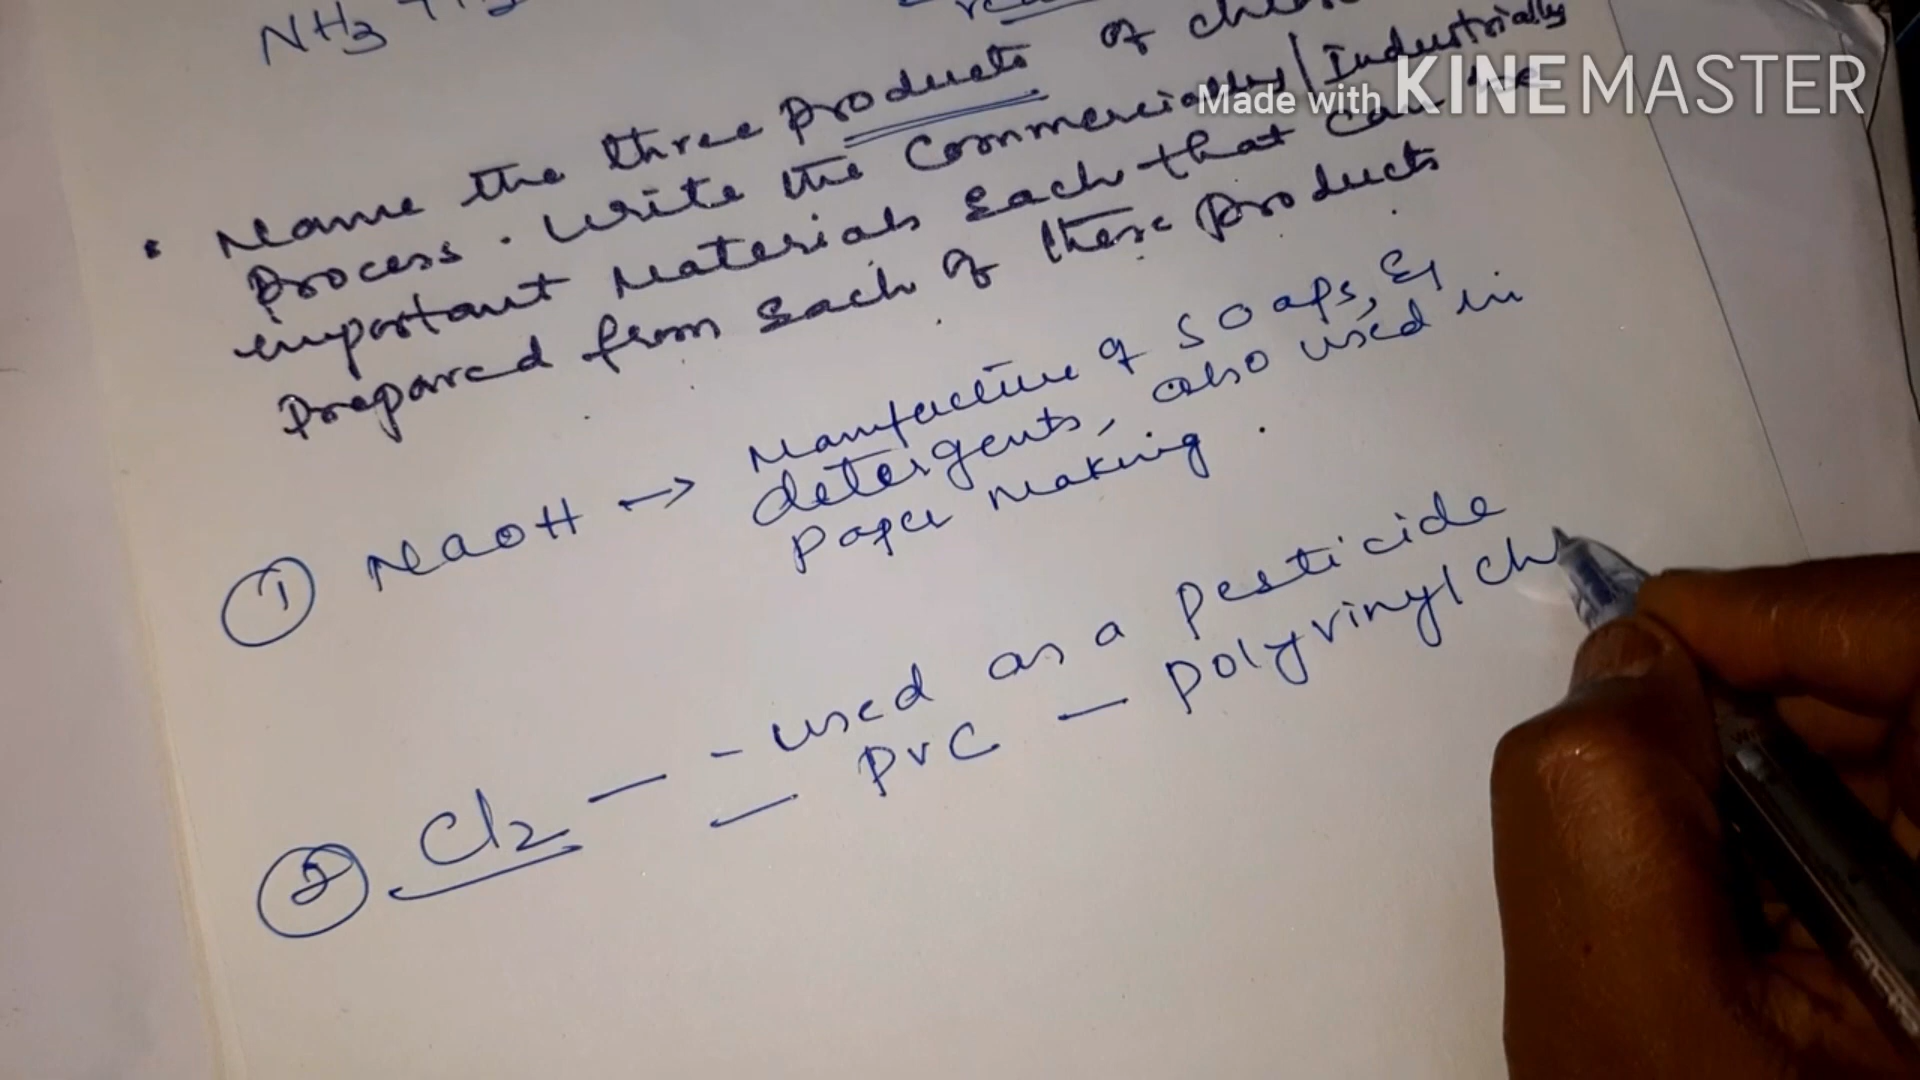 NH3
Name the three Products of
Process. Write the Commercially/Industrially
important Materials Each that can be
Prepared from Each of these Products
① NaOH → Manufacture of soaps, &
detergents, also used in
Paper making.
② Cl2 — - used as a Pesticide
— PVC — Polyvinyl Ch
Made with KINEMASTER